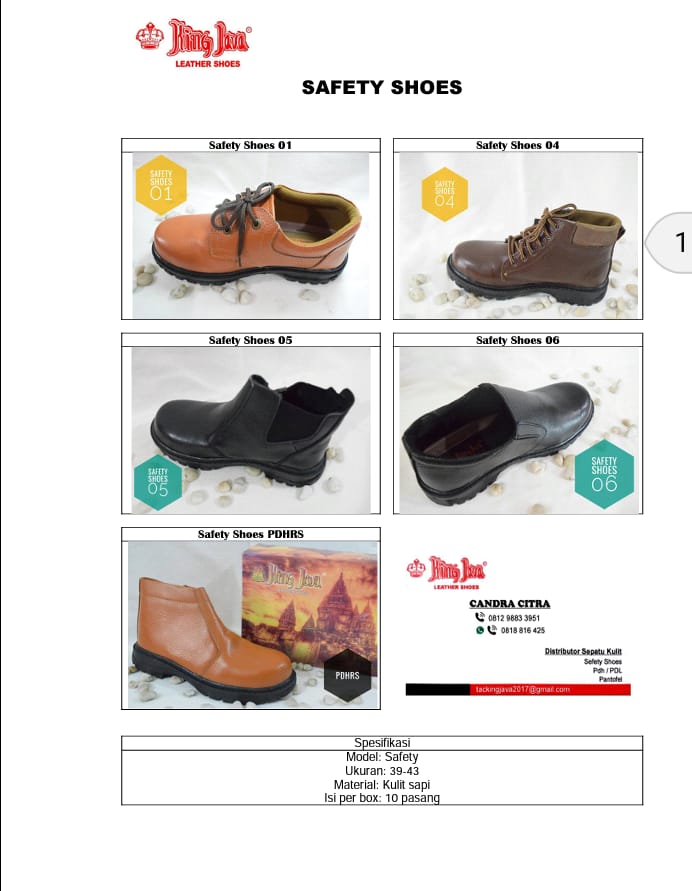 King Java
LEATHER SHOES
SAFETY SHOES
Safety Shoes 01
SAFETY
SHOES
01
Safety Shoes 04
SAFETY
SHOES
04
Safety Shoes 05
SAFETY
SHOES
05
Safety Shoes 06
SAFETY
SHOES
06
Safety Shoes PDHRS
King Java
PDHRS
King Java
LEATHER SHOES
CANDRA CITRA
0812 9883 3951
0818 816 425
Distributor Sepatu Kulit
Sefety Shoes
Pdh / PDL
Pantofel
tackingjava2017@gmail.com
1
Spesifikasi
Model: Safety
Ukuran: 39-43
Material: Kulit sapi
Isi per box: 10 pasang